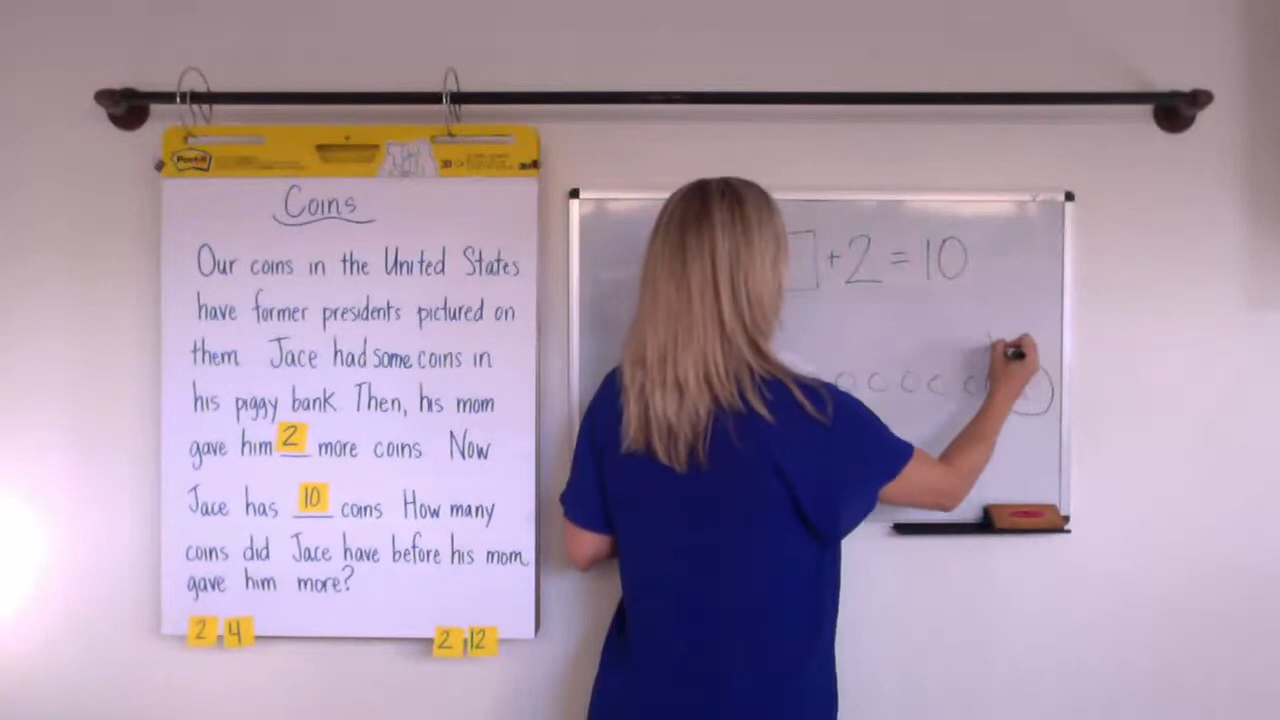 Post-it
Coins
Our coins in the United States
have former presidents pictured on
them Jace had some coins in
his piggy bank Then, his mom
gave him 2 more coins Now
Jace has 10 coins How many
coins did Jace have before his mom
gave him more?
2 4
2 12
+ 2 = 10